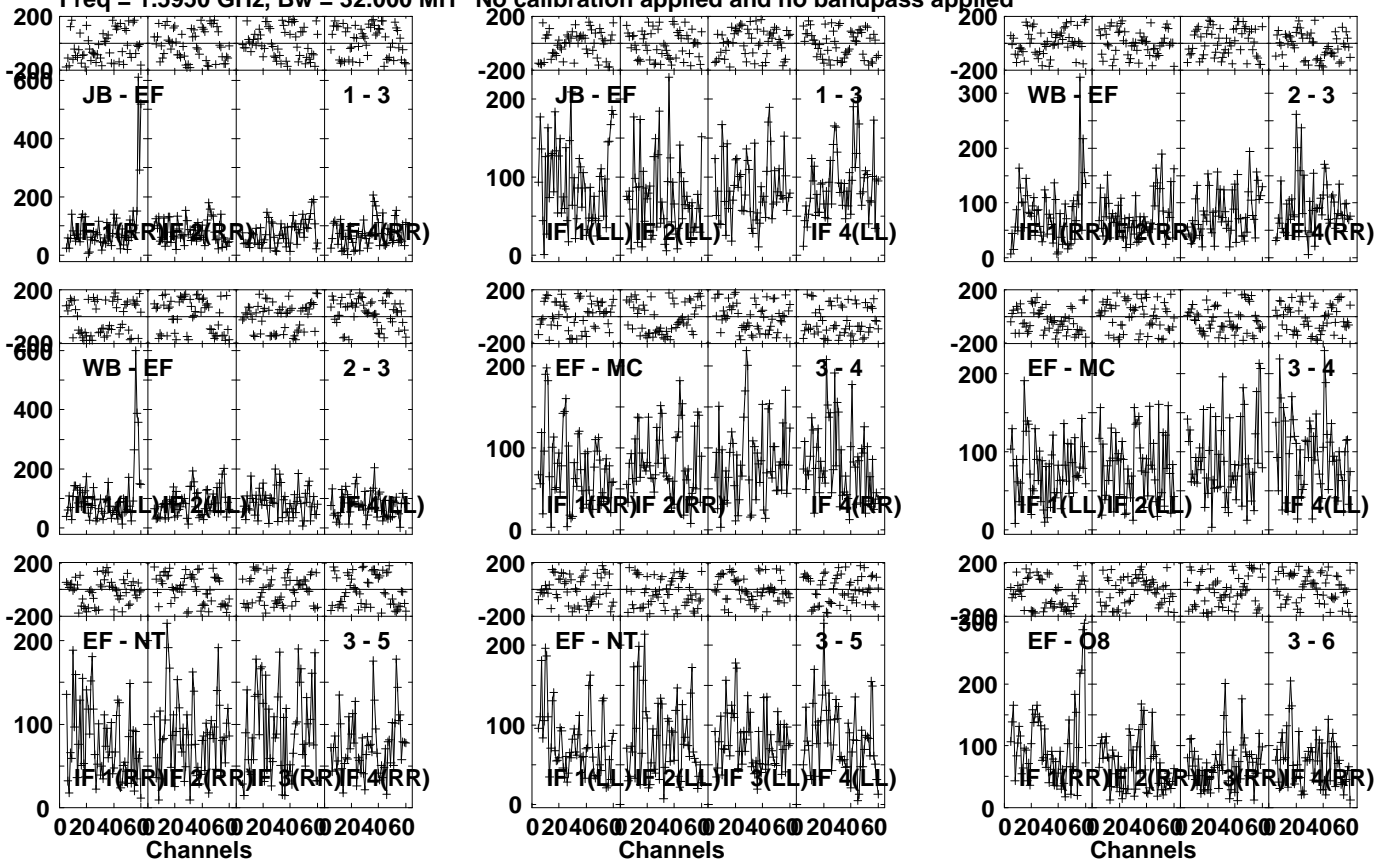 Freq = 1.5950 GHz, Bw = 32.000 MH No calibration applied and no bandpass applied
200
-200
600
400
200
0
JB - EF 1 - 3
IF 1(RR) IF 2(RR) IF 4(RR)
200
-200
200
100
0
JB - EF 1 - 3
IF 1(LL) IF 2(LL) IF 4(LL)
200
-200
300
200
100
0
WB - EF 2 - 3
IF 1(RR) IF 2(RR) IF 4(RR)
200
-200
600
400
200
0
WB - EF 2 - 3
IF 1(LL) IF 2(LL) IF 4(LL)
200
-200
200
100
0
EF - MC 3 - 4
IF 1(RR) IF 2(RR) IF 4(RR)
200
-200
200
100
0
EF - MC 3 - 4
IF 1(LL) IF 2(LL) IF 4(LL)
200
-200
200
100
0
EF - NT 3 - 5
IF 1(RR) IF 2(RR) IF 3(RR) IF 4(RR)
0 20 40 60 0 20 40 60 0 20 40 60 0 20 40 60
Channels
200
-200
200
100
0
EF - NT 3 - 5
IF 1(LL) IF 2(LL) IF 3(LL) IF 4(LL)
0 20 40 60 0 20 40 60 0 20 40 60 0 20 40 60
Channels
200
-200
300
200
100
0
EF - O8 3 - 6
IF 1(RR) IF 2(RR) IF 3(RR) IF 4(RR)
0 20 40 60 0 20 40 60 0 20 40 60 0 20 40 60
Channels